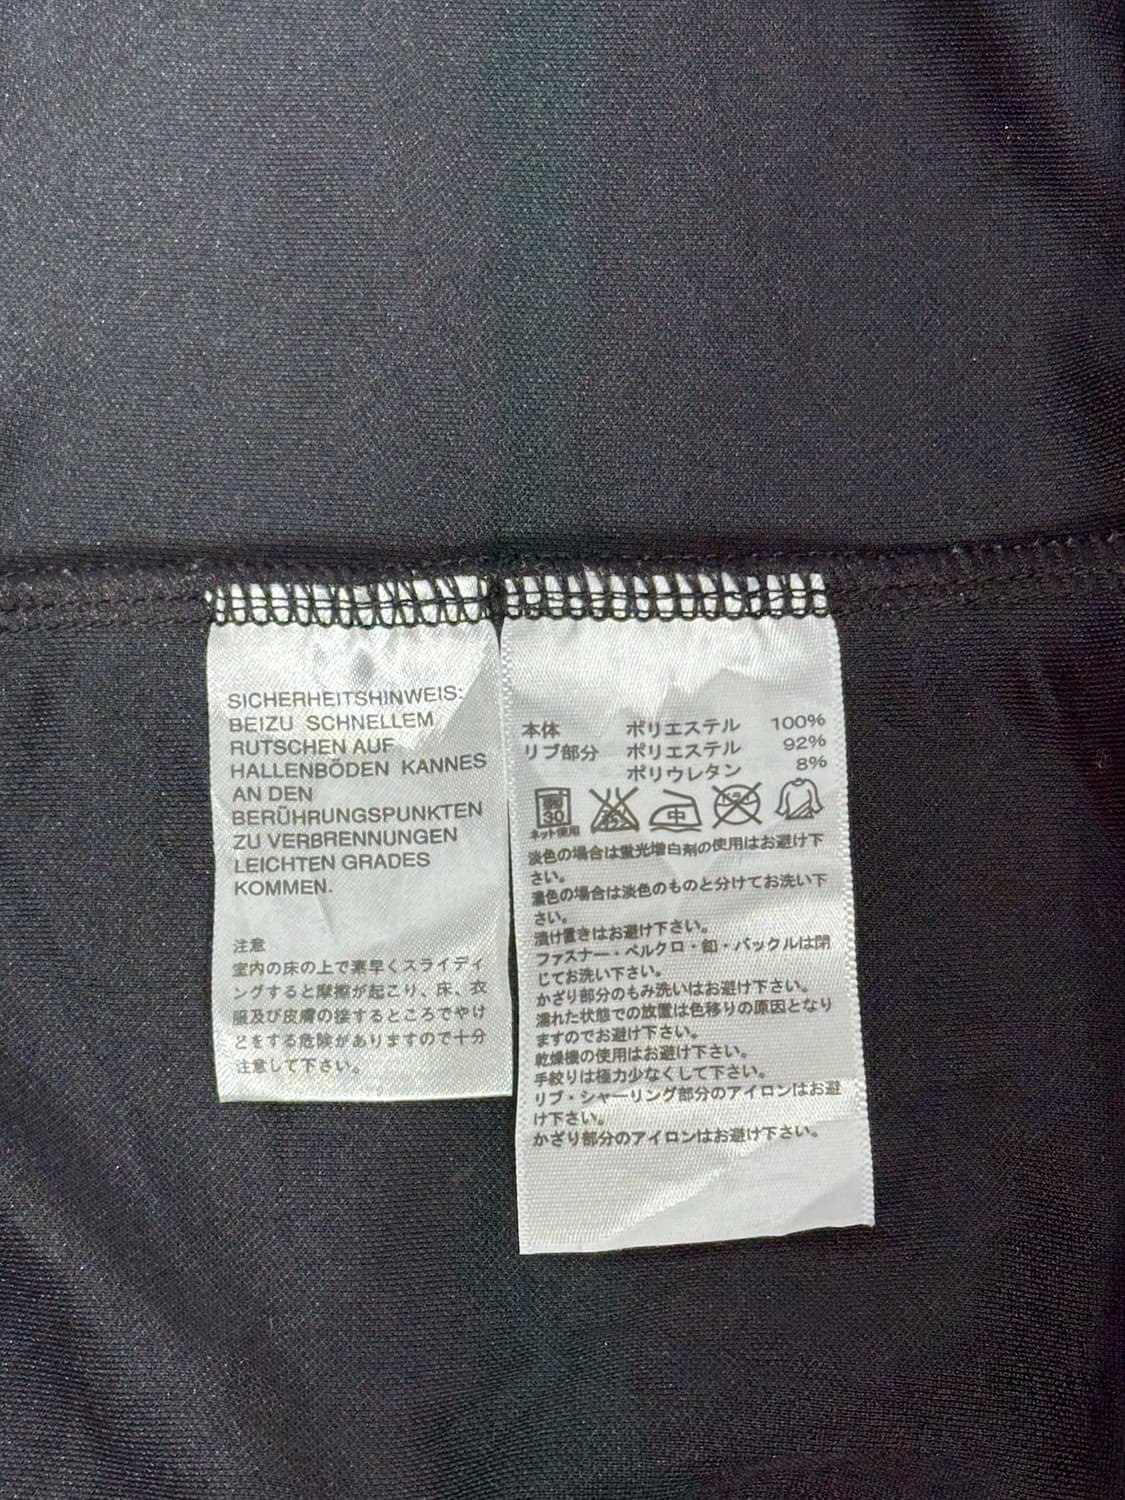 SICHERHEITSHINWEIS:
BEIZU SCHNELLEM
RUTSCHEN AUF
HALLENBÖDEN KANNES
AN DEN
BERÜHRUNGSPUNKTEN
ZU VERBRENNUNGEN
LEICHTEN GRADES
KOMMEN.
注意
室内の床の上で素早くスライディ
ングすると摩擦が起こり、床、衣
服及び皮膚の接するところでやけ
どをする危険がありますので十分
注意して下さい。
本体 ポリエステル 100%
リブ部分 ポリエステル 92%
ポリウレタン 8%
弱 30 中
ネット使用
淡色の場合は蛍光増白剤の使用はお避け下
さい。
濃色の場合は淡色のものと分けてお洗い下
さい。
漬け置きはお避け下さい。
ファスナー・ベルクロ・釦・バックルは閉
じてお洗い下さい。
かざり部分のもみ洗いはお避け下さい。
濡れた状態での放置は色移りの原因となり
ますのでお避け下さい。
乾燥機の使用はお避け下さい。
手絞りは極力少なくして下さい。
リブ・シャーリング部分のアイロンはお避
け下さい。
かざり部分のアイロンはお避け下さい。